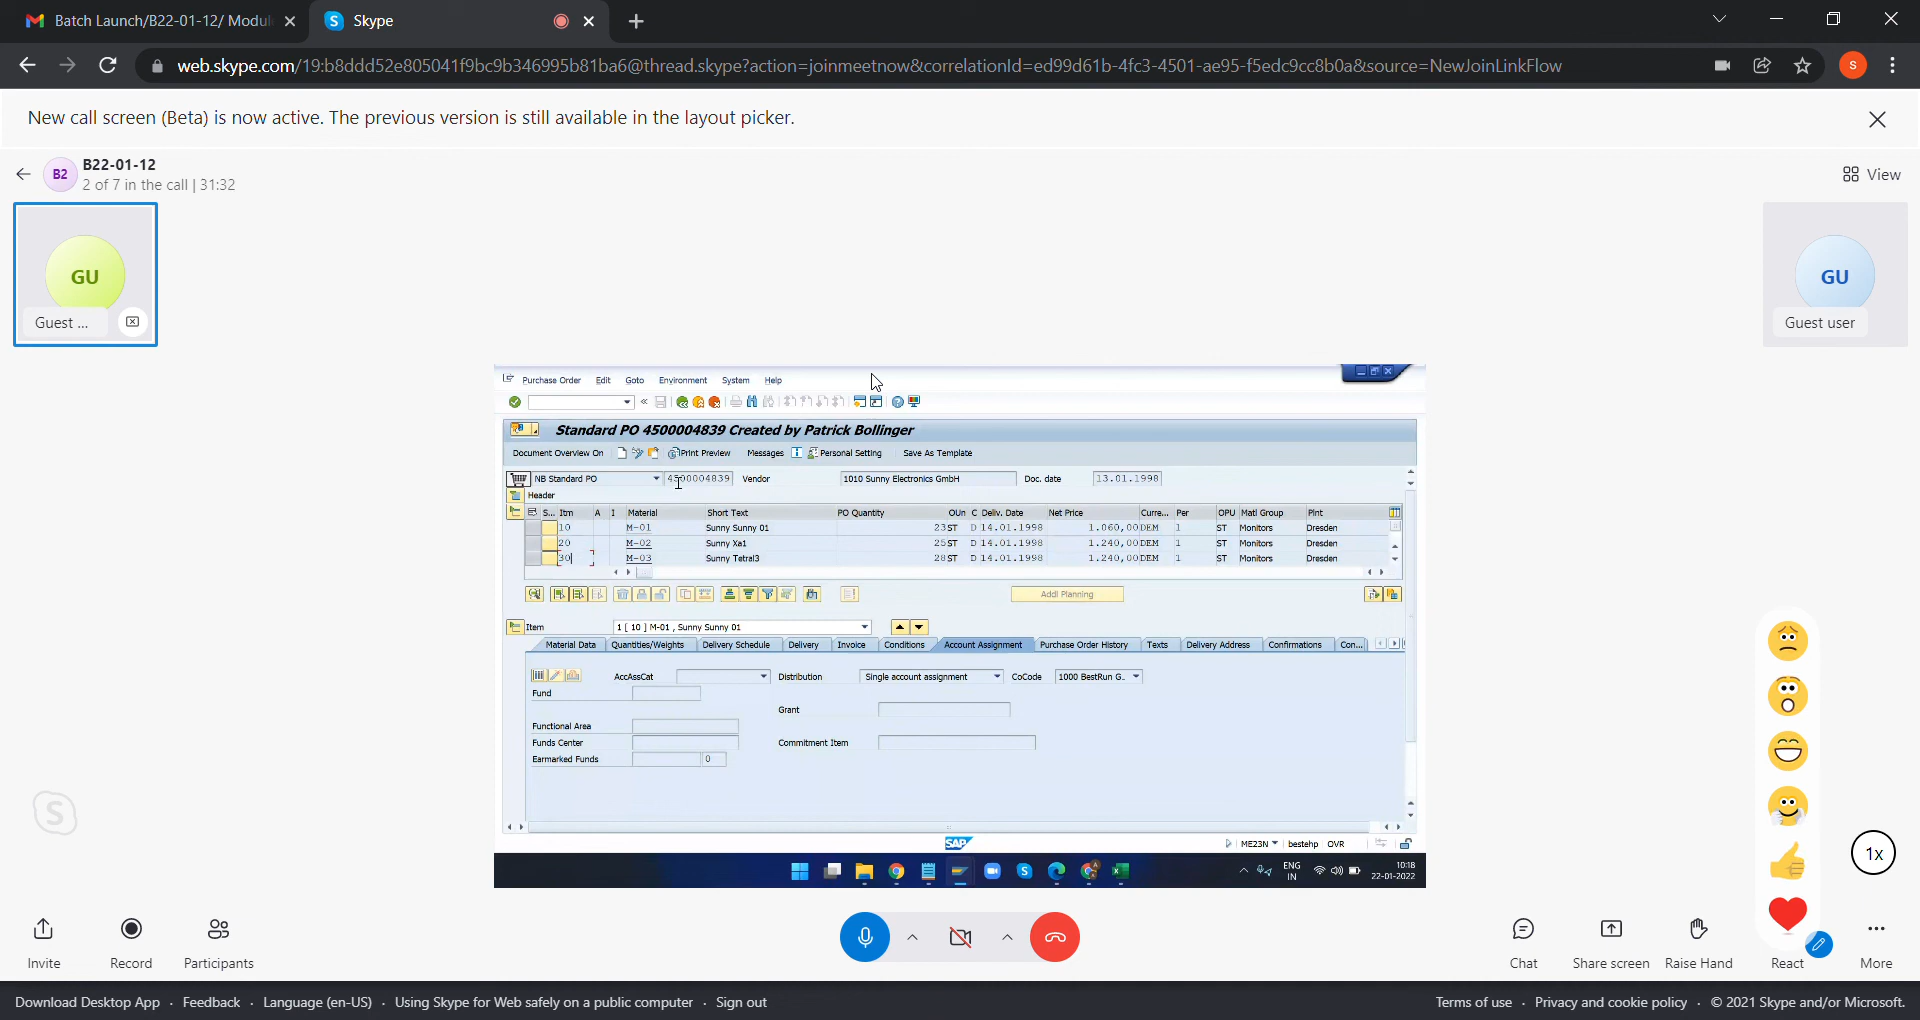 Batch Launch/B22-01-12/ Modul
Skype
web.skype.com/19:b8ddd52e805041f9bc9b346995b81ba6@thread.skype?action=joinmeetnow&correlationId=ed99d61b-4fc3-4501-ae95-f5edc9cc8b0a&source=NewJoinLinkFlow
S
New call screen (Beta) is now active. The previous version is still available in the layout picker.
B2
B22-01-12
2 of 7 in the call | 31:32
View
GU
Guest ...
GU
Guest user
Purchase Order Edit Goto Environment System Help
Standard PO 4500004839 Created by Patrick Bollinger
Document Overview On Print Preview Messages Personal Setting Save As Template
NB Standard PO 4500004839 Vendor 1010 Sunny Electronics GmbH Doc. date 13.01.1998
Header
S... Itm A I Material Short Text PO Quantity OUn C Deliv. Date Net Price Curre... Per OPU Matl Group Plnt
10 M-01 Sunny Sunny 01 23 ST D 14.01.1998 1.060,00 DEM 1 ST Monitors Dresden
20 M-02 Sunny Xa1 25 ST D 14.01.1998 1.240,00 DEM 1 ST Monitors Dresden
30 M-03 Sunny Tetral3 28 ST D 14.01.1998 1.240,00 DEM 1 ST Monitors Dresden
Addl Planning
Item 1 [ 10 ] M-01 , Sunny Sunny 01
Material Data Quantities/Weights Delivery Schedule Delivery Invoice Conditions Account Assignment Purchase Order History Texts Delivery Address Confirmations Con...
AccAssCat Distribution Single account assignment CoCode 1000 BestRun G..
Fund
Grant
Functional Area
Funds Center Commitment Item
Earmarked Funds 0
SAP
ME23N bestehp OVR
ENG
IN
10:18
22-01-2022
1x
Invite Record Participants
Chat Share screen Raise Hand React More
Download Desktop App · Feedback · Language (en-US) · Using Skype for Web safely on a public computer · Sign out
Terms of use · Privacy and cookie policy · © 2021 Skype and/or Microsoft.